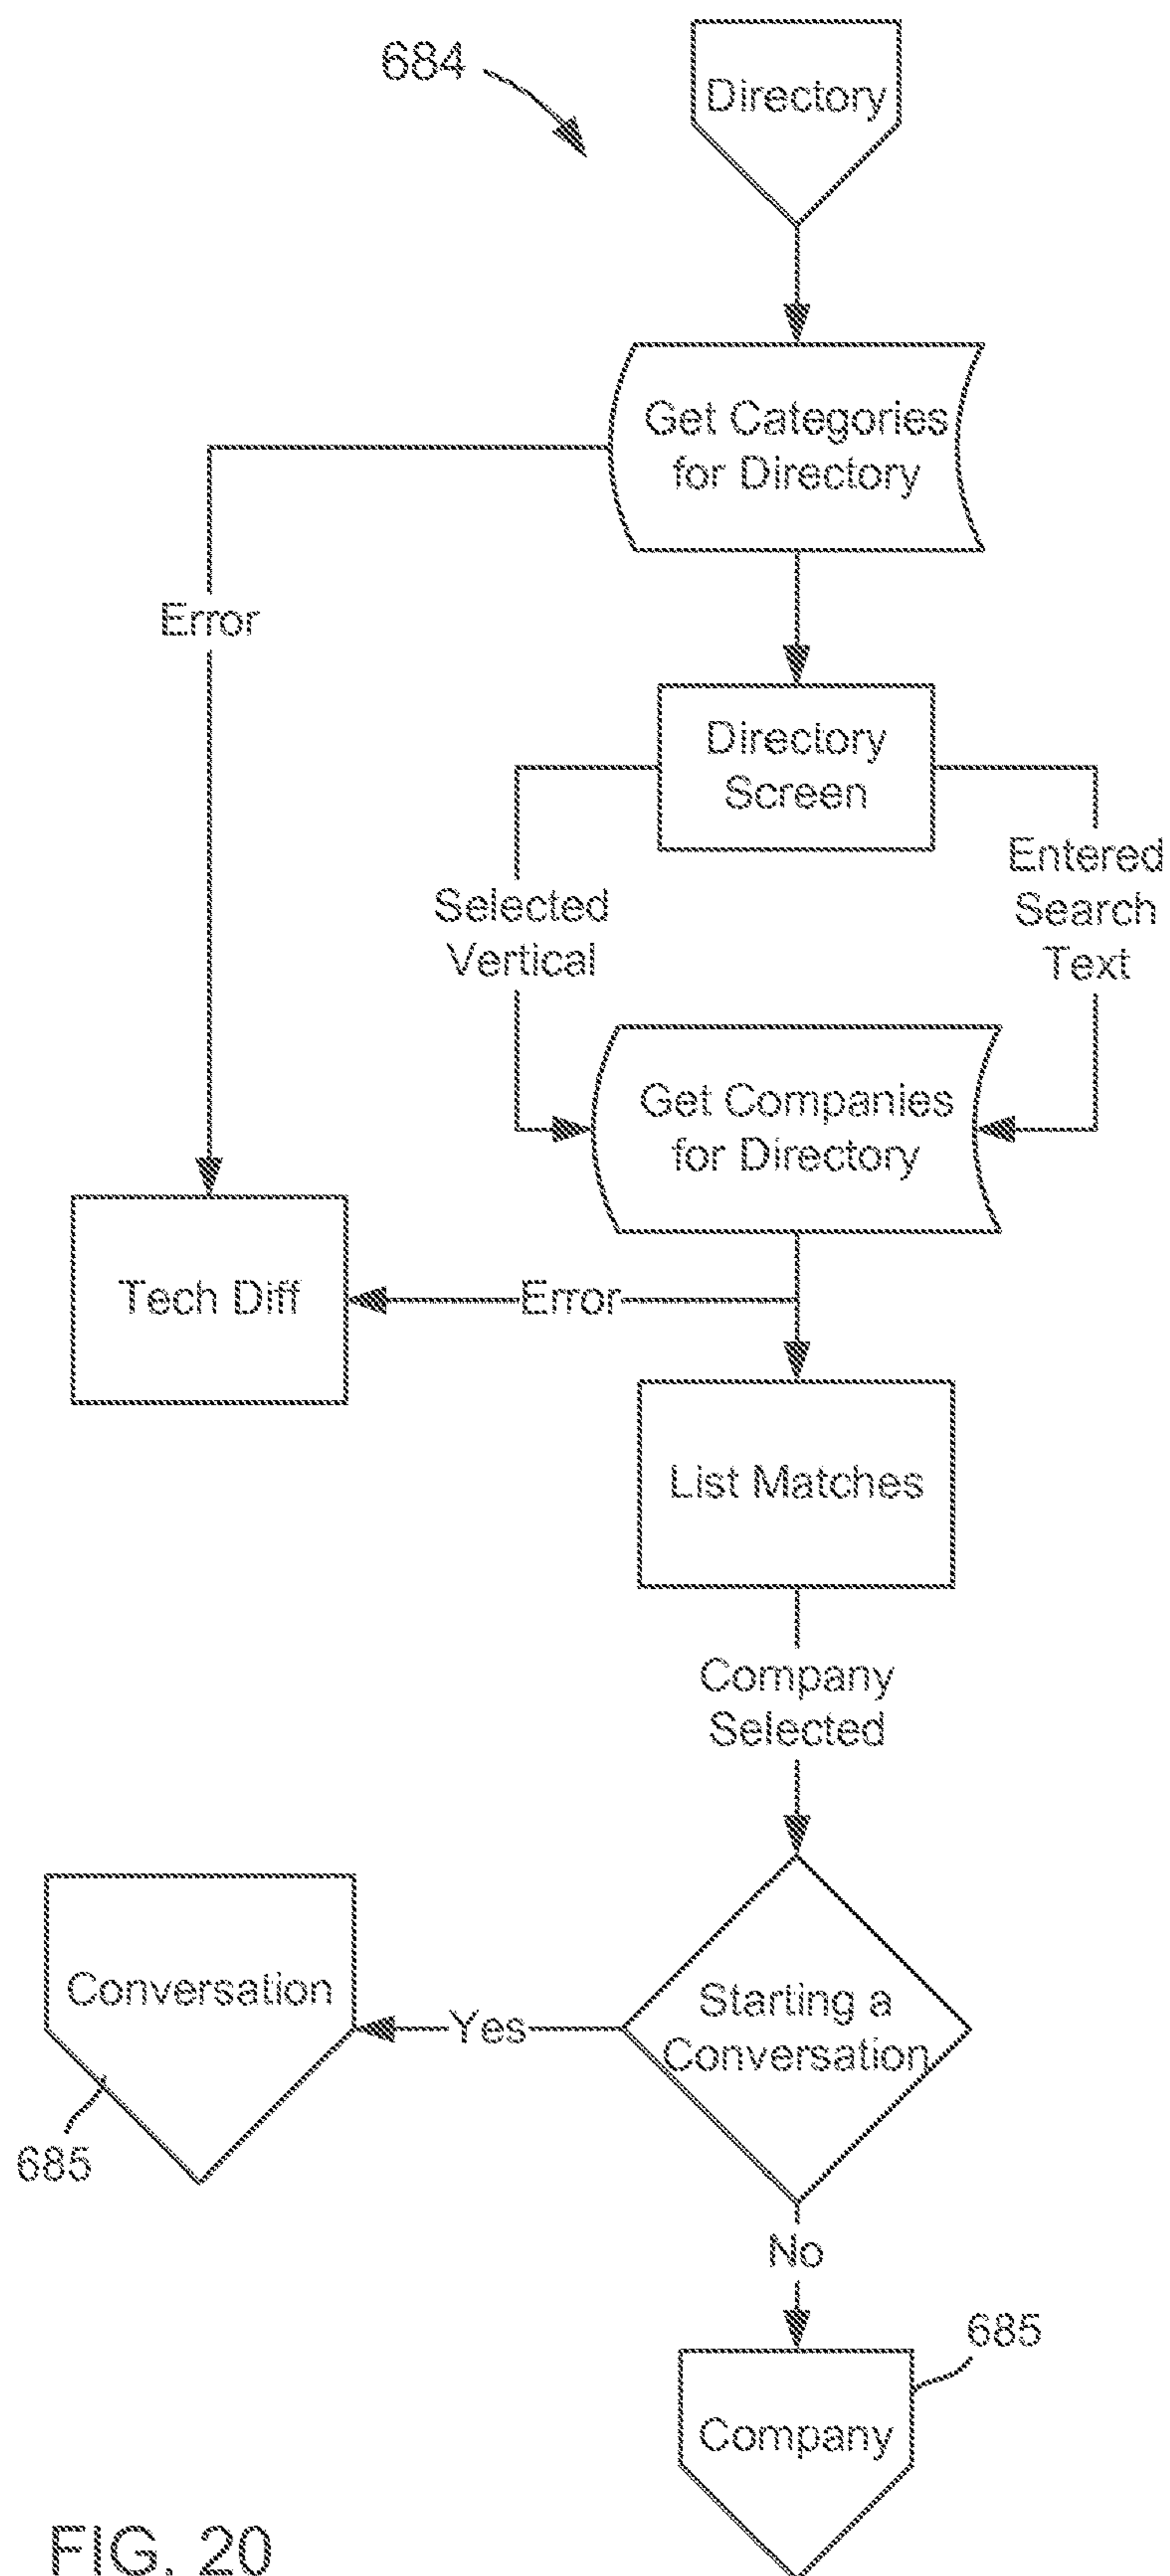 684
Directory
Get Categories
for Directory
Error
Directory
Screen
Selected
Vertical
Entered
Search
Text
Get Companies
for Directory
Tech Diff
Error
List Matches
Company
Selected
Conversation
Yes
Starting a
Conversation
685
No
685
Company
FIG. 20